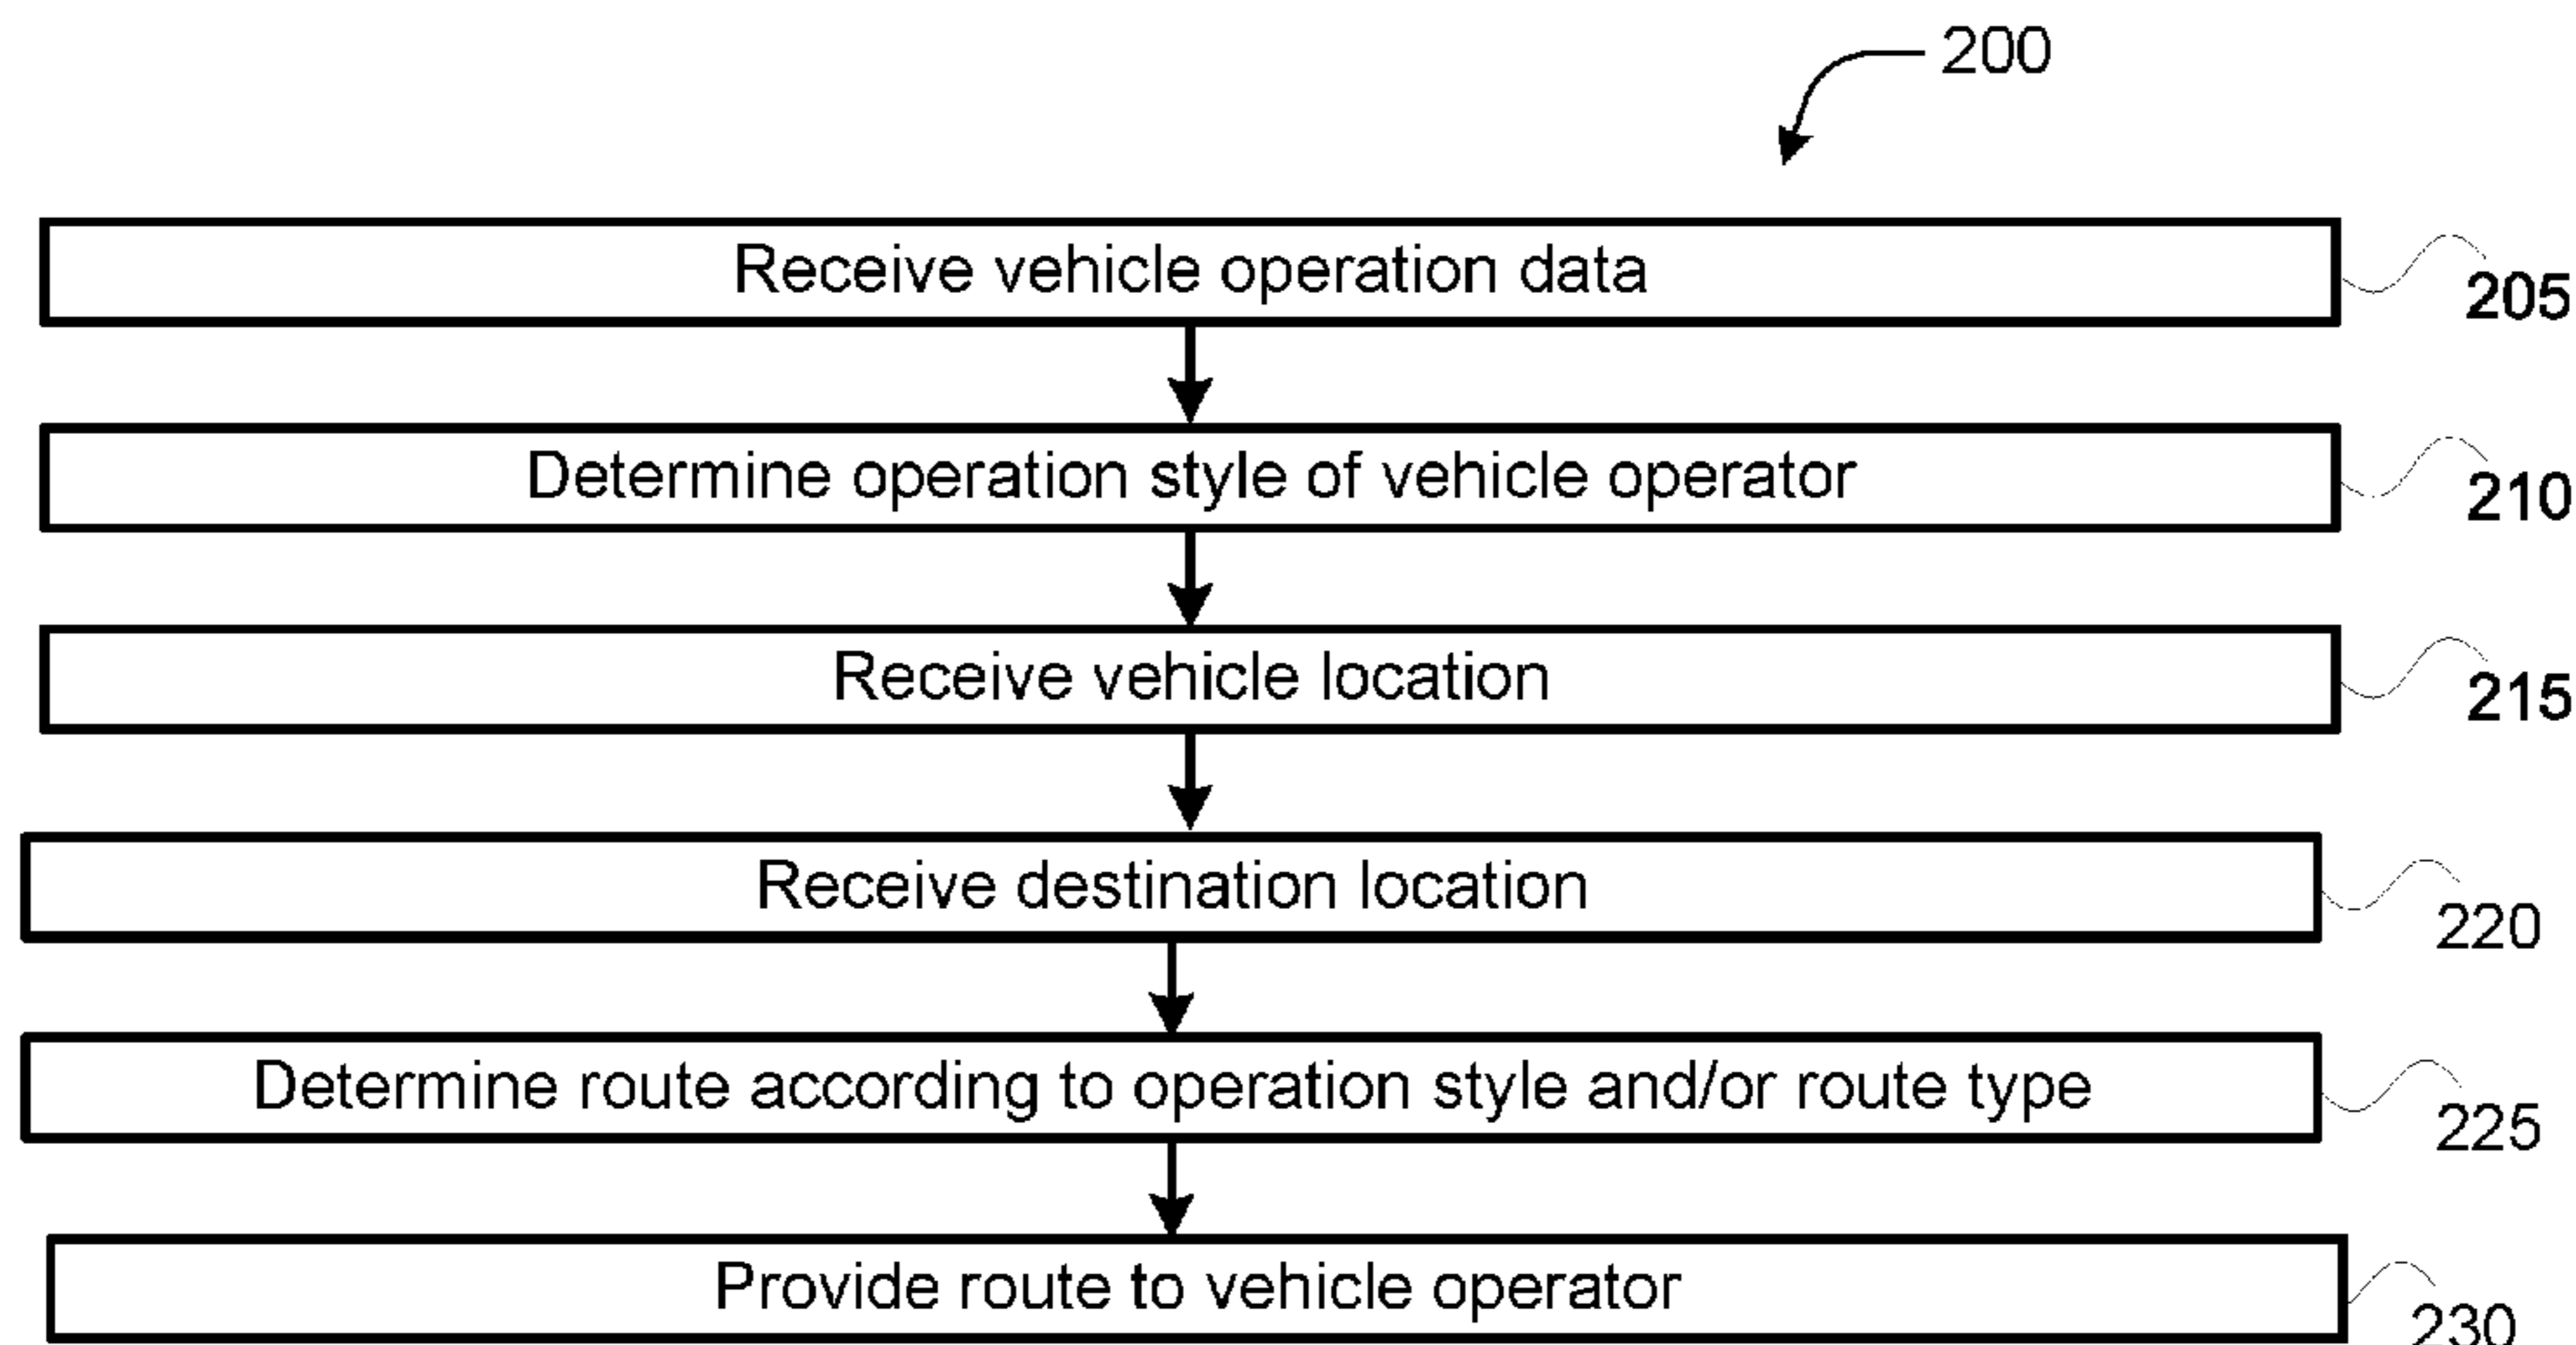 200
Receive vehicle operation data
205
Determine operation style of vehicle operator
210
Receive vehicle location
215
Receive destination location
220
Determine route according to operation style and/or route type
225
Provide route to vehicle operator
230